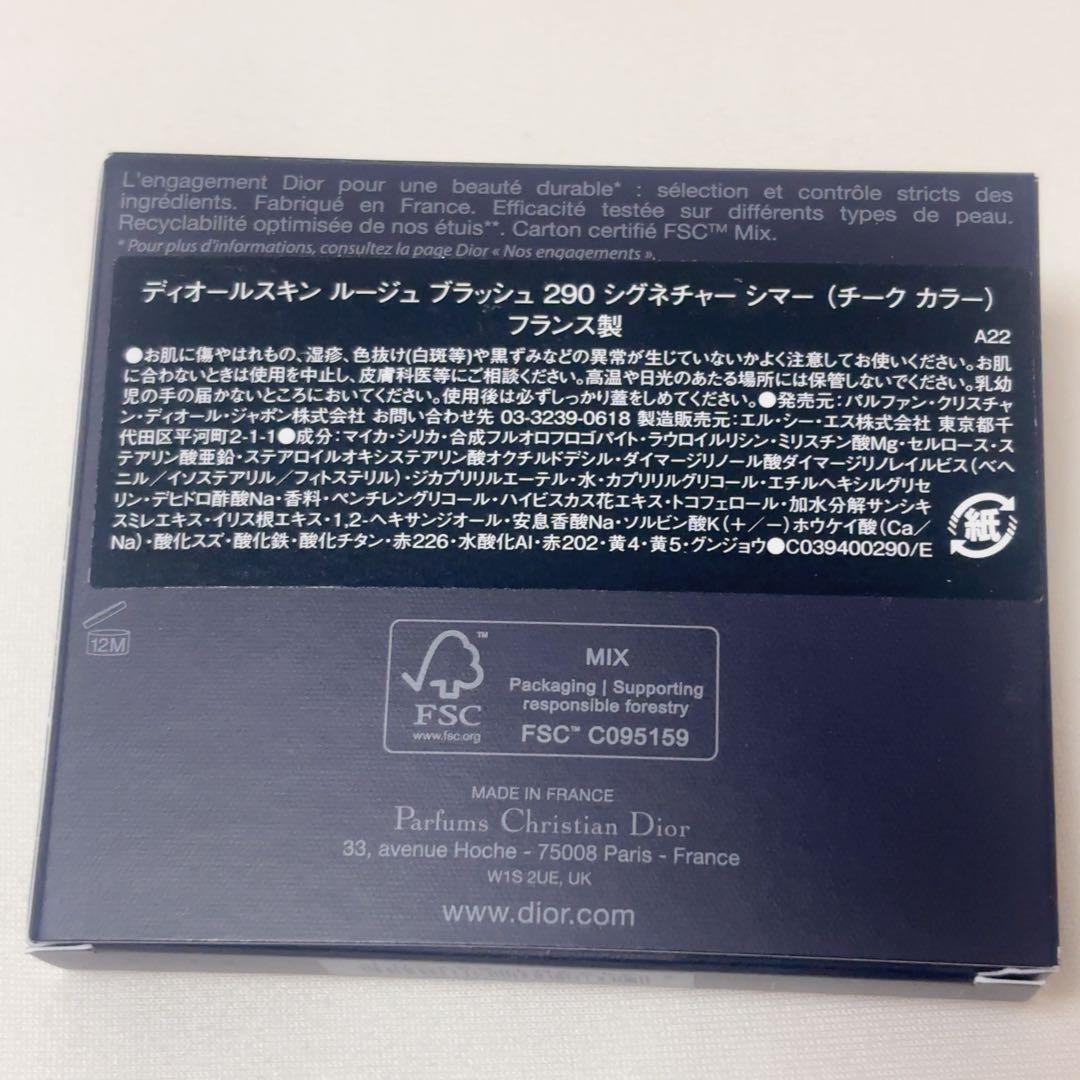 L'engagement Dior pour une beauté durable* : sélection et contrôle stricts des
ingrédients. Fabriqué en France. Efficacité testée sur différents types de peau.
Recyclabilité optimisée de nos étuis**. Carton certifié FSC™ Mix.
*Pour plus d'informations, consultez la page Dior « Nos engagements ».
ディオールスキン ルージュ ブラッシュ 290 シグネチャー シマー (チーク カラー)
フランス製
A22
●お肌に傷やはれもの、湿疹、色抜け(白斑等)や黒ずみなどの異常が生じていないかよく注意してお使いください。お肌
に合わないときは使用を中止し、皮膚科医等にご相談ください。高温や日光のあたる場所には保管しないでください。乳幼
児の手の届かないところにおいてください。使用後は必ずしっかり蓋をしめてください。●発売元:パルファン・クリスチャ
ン・ディオール・ジャポン株式会社 お問い合わせ先 03-3239-0618 製造販売元:エル・シー・エス株式会社 東京都千
代田区平河町2-1-1●成分:マイカ・シリカ・合成フルオロフロゴパイト・ラウロイルリシン・ミリスチン酸Mg・セルロース・ス
テアリン酸亜鉛・ステアロイルオキシステアリン酸オクチルドデシル・ダイマージリノール酸ダイマージリノレイルビス(ベヘ
ニル/イソステアリル/フィトステリル)・ジカプリリルエーテル・水・カプリリルグリコール・エチルヘキシルグリセ
リン・デヒドロ酢酸Na・香料・ペンチレングリコール・ハイビスカス花エキス・トコフェロール・加水分解サンシキ
スミレエキス・イリス根エキス・1,2-ヘキサンジオール・安息香酸Na・ソルビン酸K(+/−)ホウケイ酸(Ca/
Na)・酸化スズ・酸化鉄・酸化チタン・赤226・水酸化Al・赤202・黄4・黄5・グンジョウ●C039400290/E
紙
12M
FSC™
www.fsc.org
MIX
Packaging | Supporting
responsible forestry
FSC™ C095159
MADE IN FRANCE
Parfums Christian Dior
33, avenue Hoche - 75008 Paris - France
W1S 2UE, UK
www.dior.com